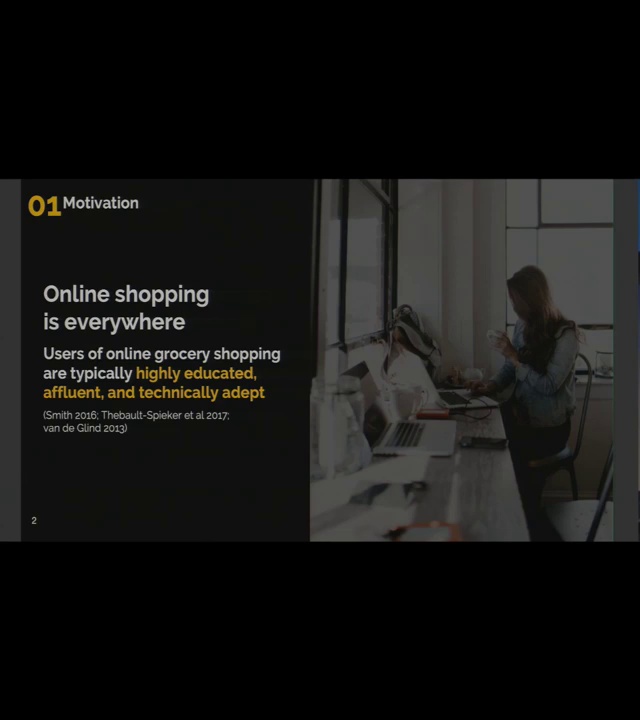 01 Motivation
Online shopping
is everywhere
Users of online grocery shopping
are typically highly educated,
affluent, and technically adept
(Smith 2016; Thebault-Spieker et al 2017;
van de Glind 2013)
2